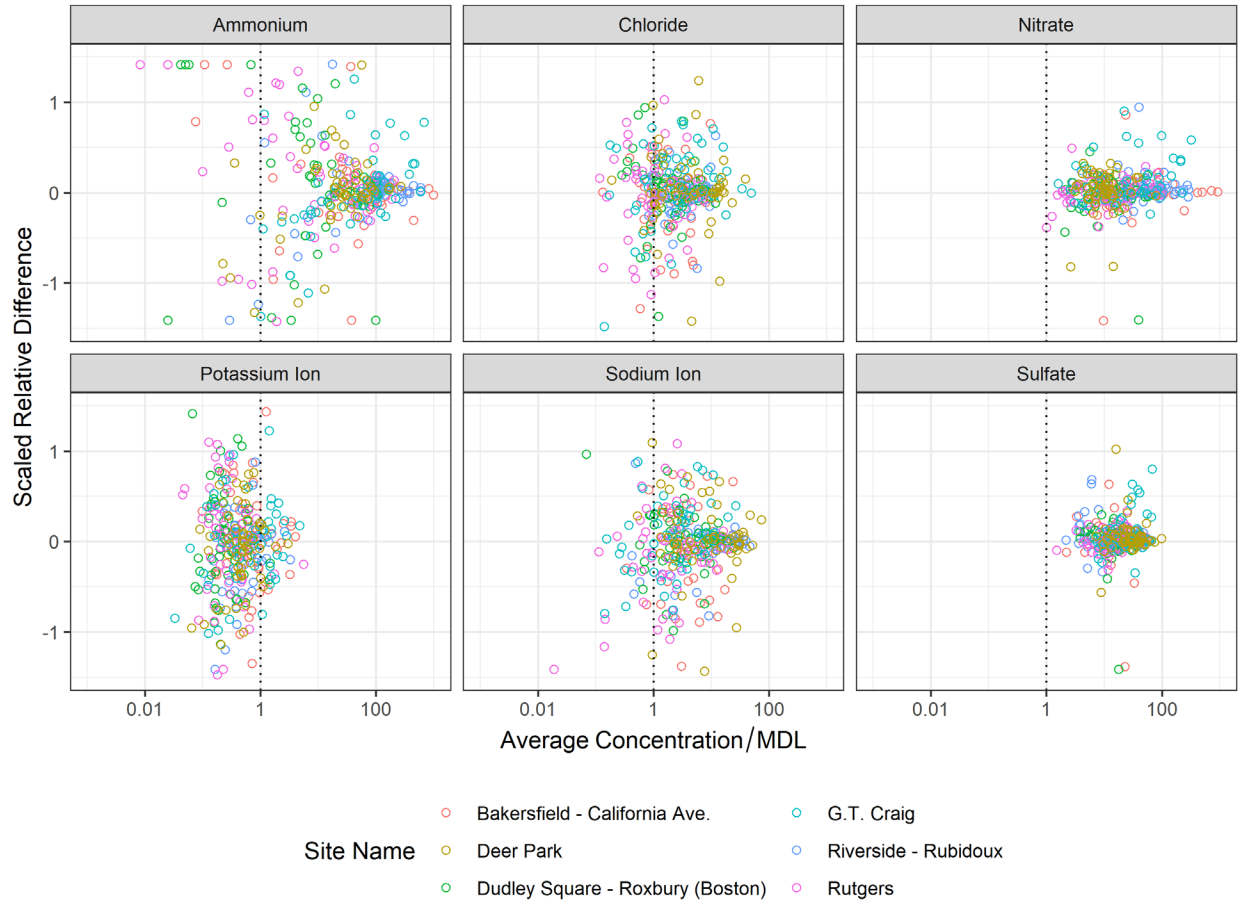 Ammonium Chloride Nitrate
1
0
-1
Potassium Ion Sodium Ion Sulfate
1
0
-1
0.01 1 100 0.01 1 100 0.01 1 100
Scaled Relative Difference
Average Concentration/MDL
Site Name
Bakersfield - California Ave.
Deer Park
Dudley Square - Roxbury (Boston)
G.T. Craig
Riverside - Rubidoux
Rutgers